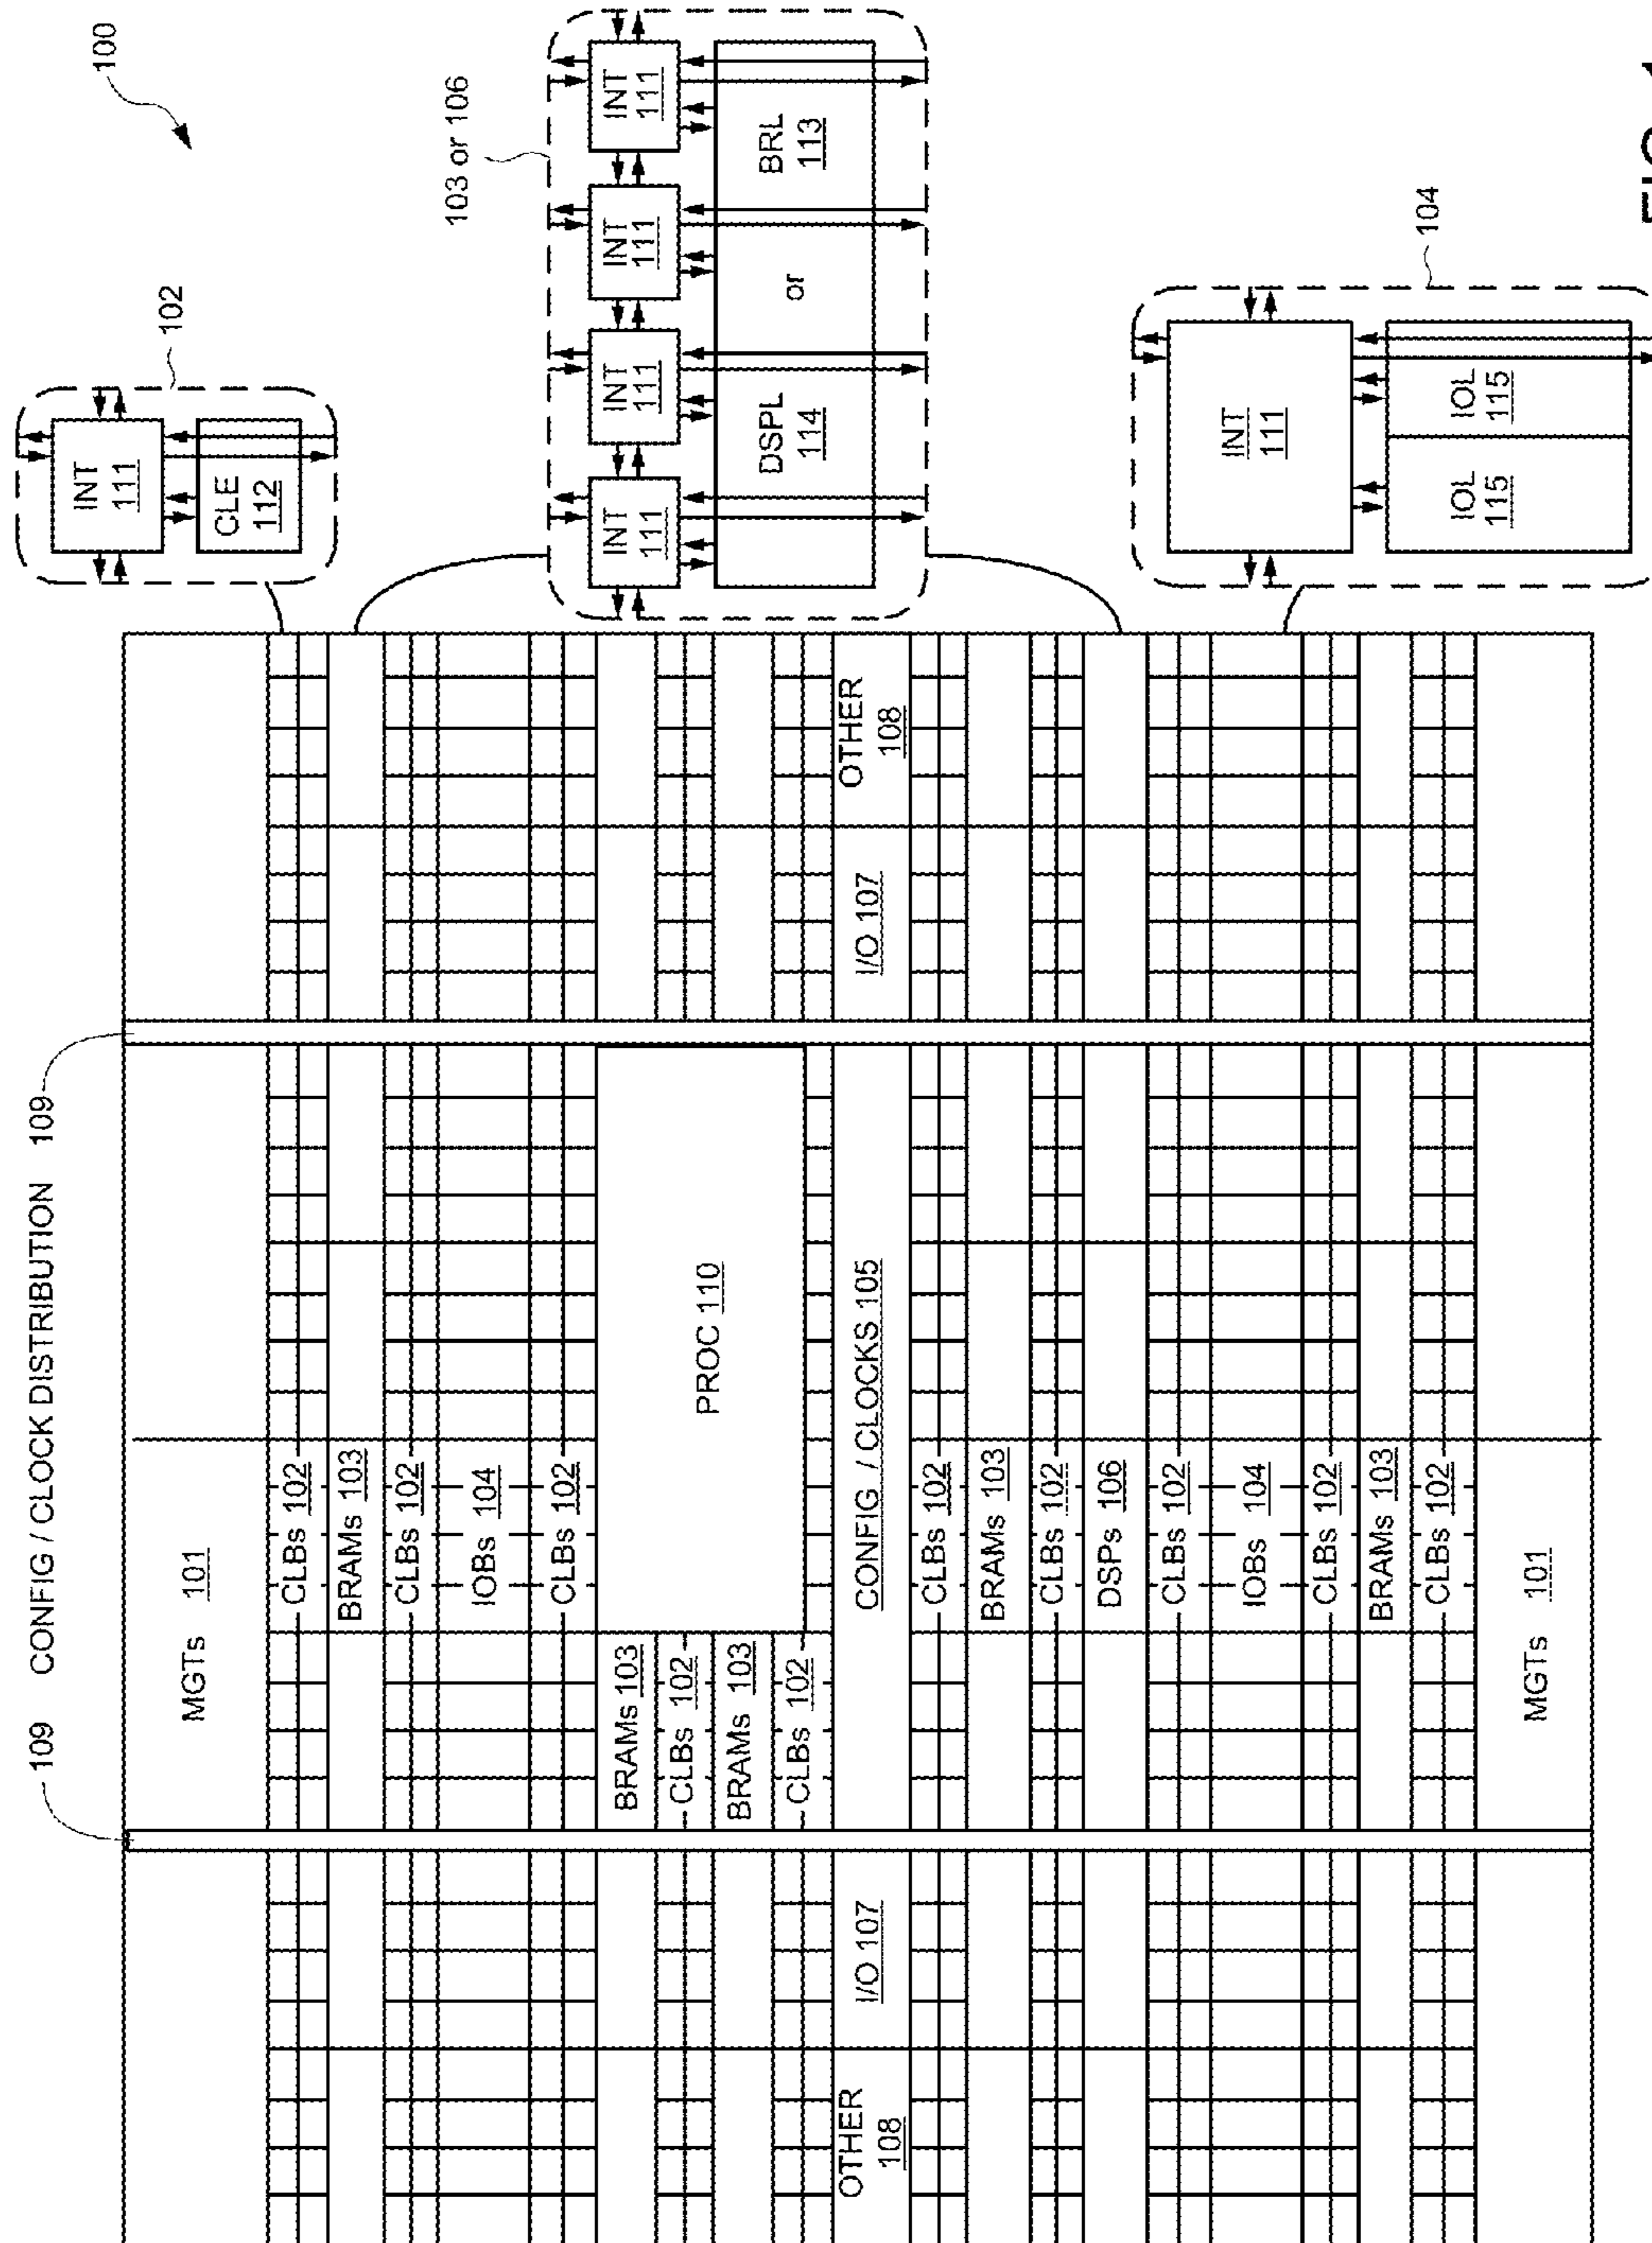 109 CONFIG / CLOCK DISTRIBUTION 109
100
MGTs 101
CLBs 102
BRAMs 103
CLBs 102
IOBs 104
CLBs 102
BRAMs 103
CLBs 102
BRAMs 103
CLBs 102
PROC 110
OTHER
108
I/O 107
CONFIG / CLOCKS 105
I/O 107
OTHER
108
CLBs 102
BRAMs 103
CLBs 102
DSPs 106
CLBs 102
IOBs 104
CLBs 102
BRAMs 103
CLBs 102
MGTs 101
102
INT
111
CLE
112
103 or 106
INT
111
INT
111
INT
111
INT
111
DSPL
114
or
BRL
113
104
INT
111
IOL
115
IOL
115